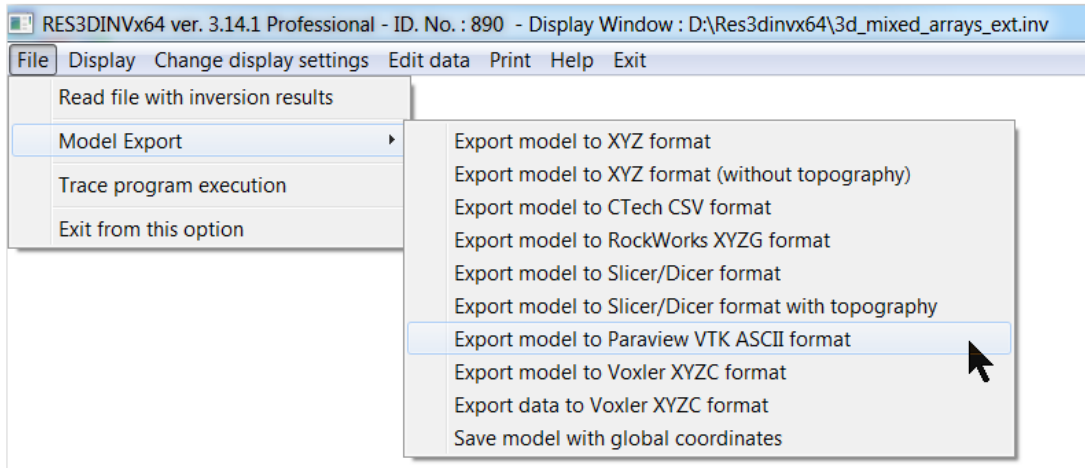 RES3DINVx64 ver. 3.14.1 Professional - ID. No. : 890 - Display Window : D:\Res3dinvx64\3d_mixed_arrays_ext.inv
File Display Change display settings Edit data Print Help Exit
Read file with inversion results
Model Export
Trace program execution
Exit from this option
Export model to XYZ format
Export model to XYZ format (without topography)
Export model to CTech CSV format
Export model to RockWorks XYZG format
Export model to Slicer/Dicer format
Export model to Slicer/Dicer format with topography
Export model to Paraview VTK ASCII format
Export model to Voxler XYZC format
Export data to Voxler XYZC format
Save model with global coordinates